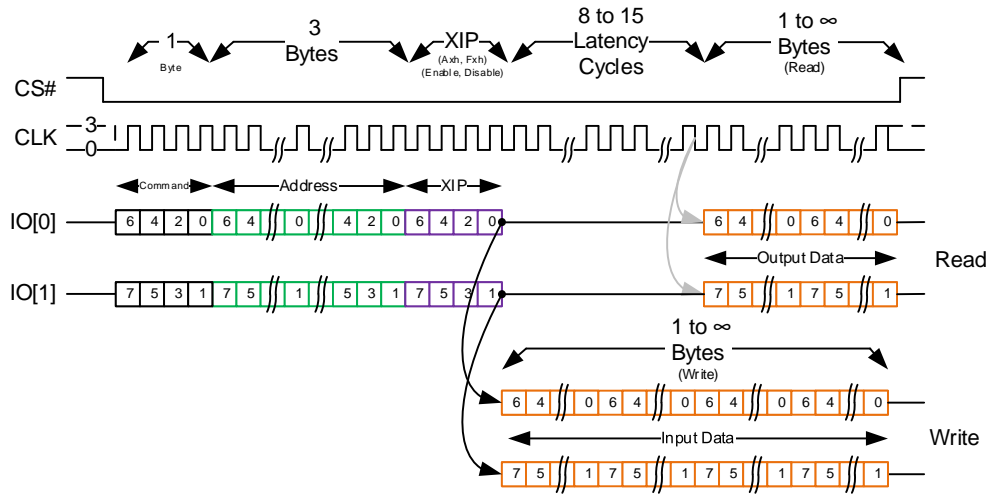 1
Byte
3
Bytes
XIP
(Axh, Fxh)
(Enable, Disable)
8 to 15
Latency
Cycles
1 to ∞
Bytes
(Read)
CS#
CLK
3
0
Command
Address
XIP
IO[0]
6 4 2 0 6 4 0 4 2 0 6 4 2 0
6 4 0 6 4 0
Output Data
Read
IO[1]
7 5 3 1 7 5 1 5 3 1 7 5 3 1
7 5 1 7 5 1
1 to ∞
Bytes
(Write)
6 4 0 6 4 0 6 4 0 6 4 0
Input Data
Write
7 5 1 7 5 1 7 5 1 7 5 1